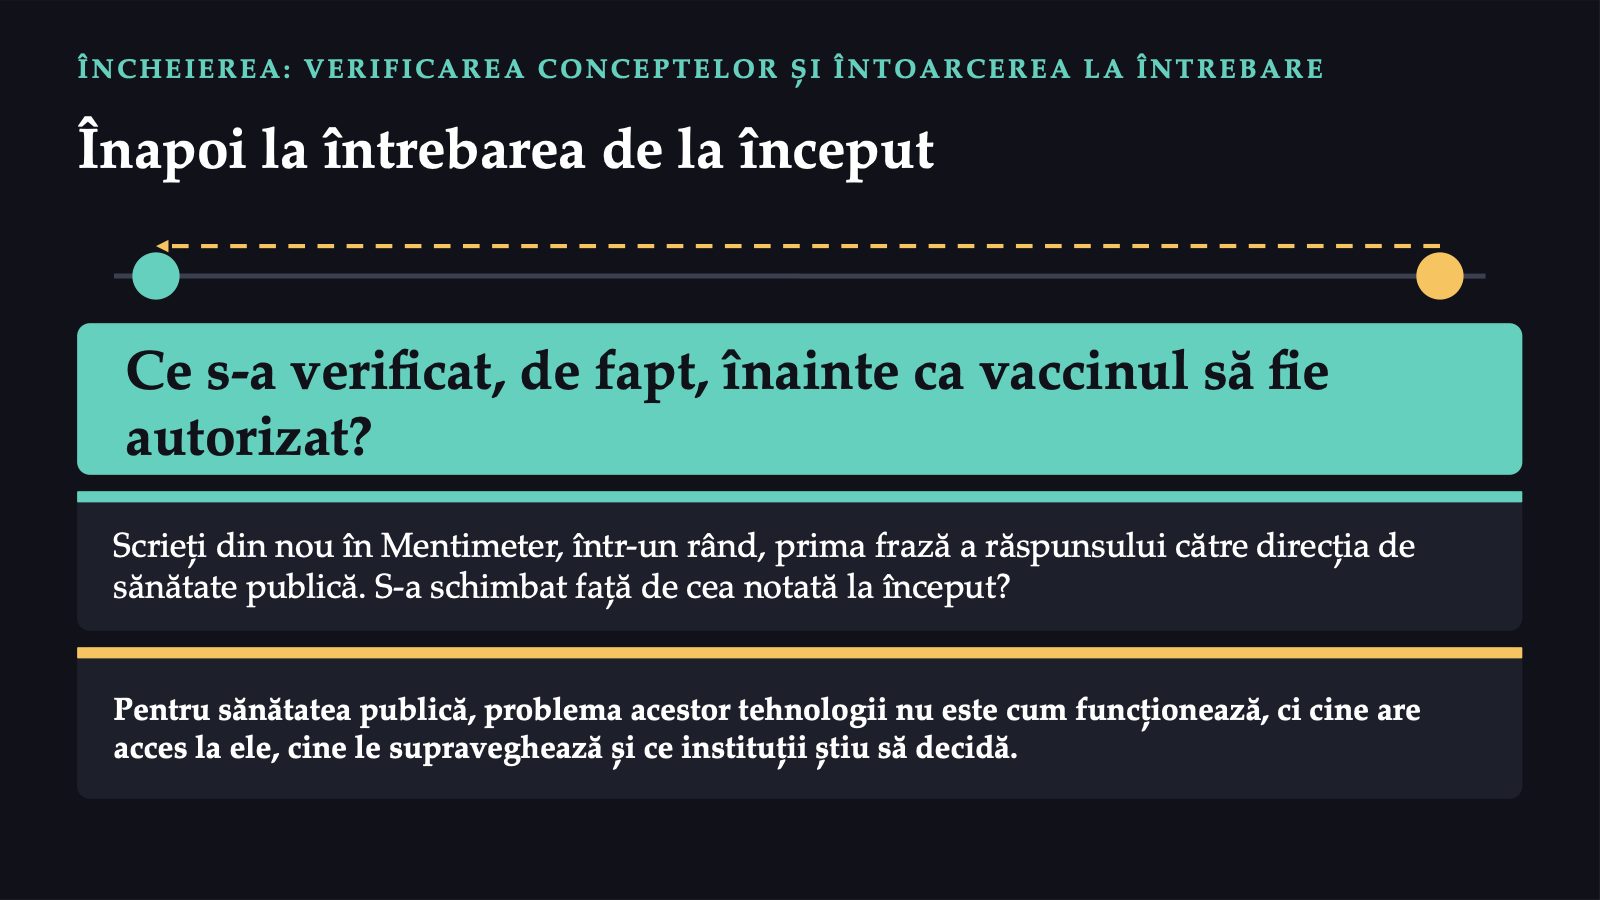 ÎNCHEIEREA: VERIFICAREA CONCEPTELOR ȘI ÎNTOARCEREA LA ÎNTREBARE
Înapoi la întrebarea de la început
Ce s-a verificat, de fapt, înainte ca vaccinul să fie
autorizat?
Scrieți din nou în Mentimeter, într-un rând, prima frază a răspunsului către direcția de
sănătate publică. S-a schimbat față de cea notată la început?
Pentru sănătatea publică, problema acestor tehnologii nu este cum funcționează, ci cine are
acces la ele, cine le supraveghează și ce instituții știu să decidă.